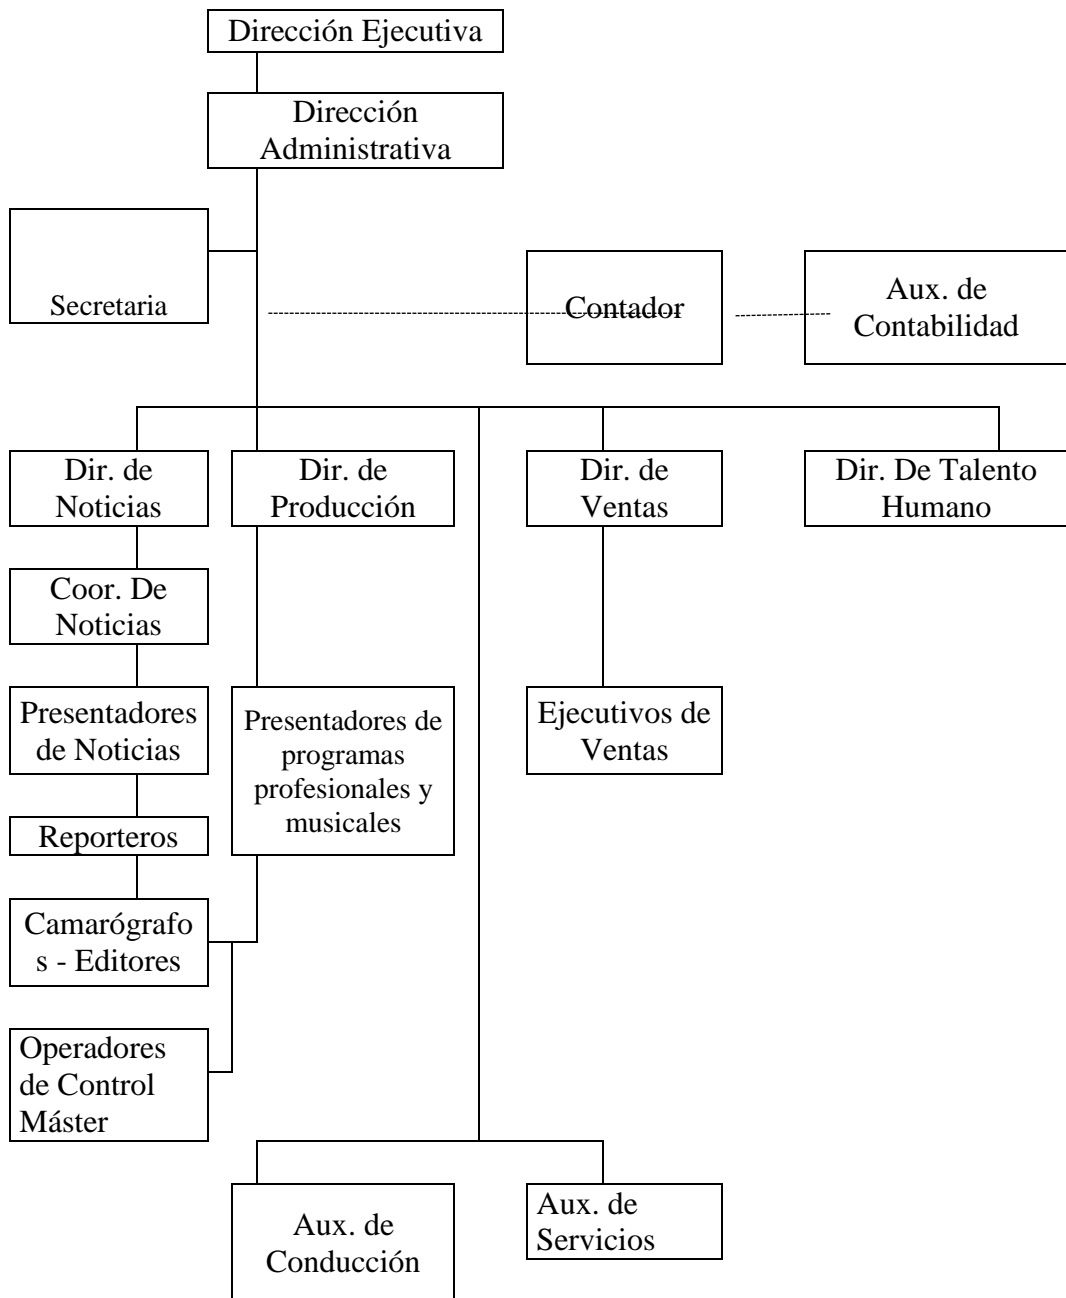 Dirección Ejecutiva
Dirección
Administrativa
Secretaria
Contador
Aux. de
Contabilidad
Dir. de
Noticias
Dir. de
Producción
Dir. de
Ventas
Dir. De Talento
Humano
Coor. De
Noticias
Presentadores
de Noticias
Presentadores de
programas
profesionales y
musicales
Ejecutivos de
Ventas
Reporteros
Camarógrafo
s - Editores
Operadores
de Control
Máster
Aux. de
Conducción
Aux. de
Servicios